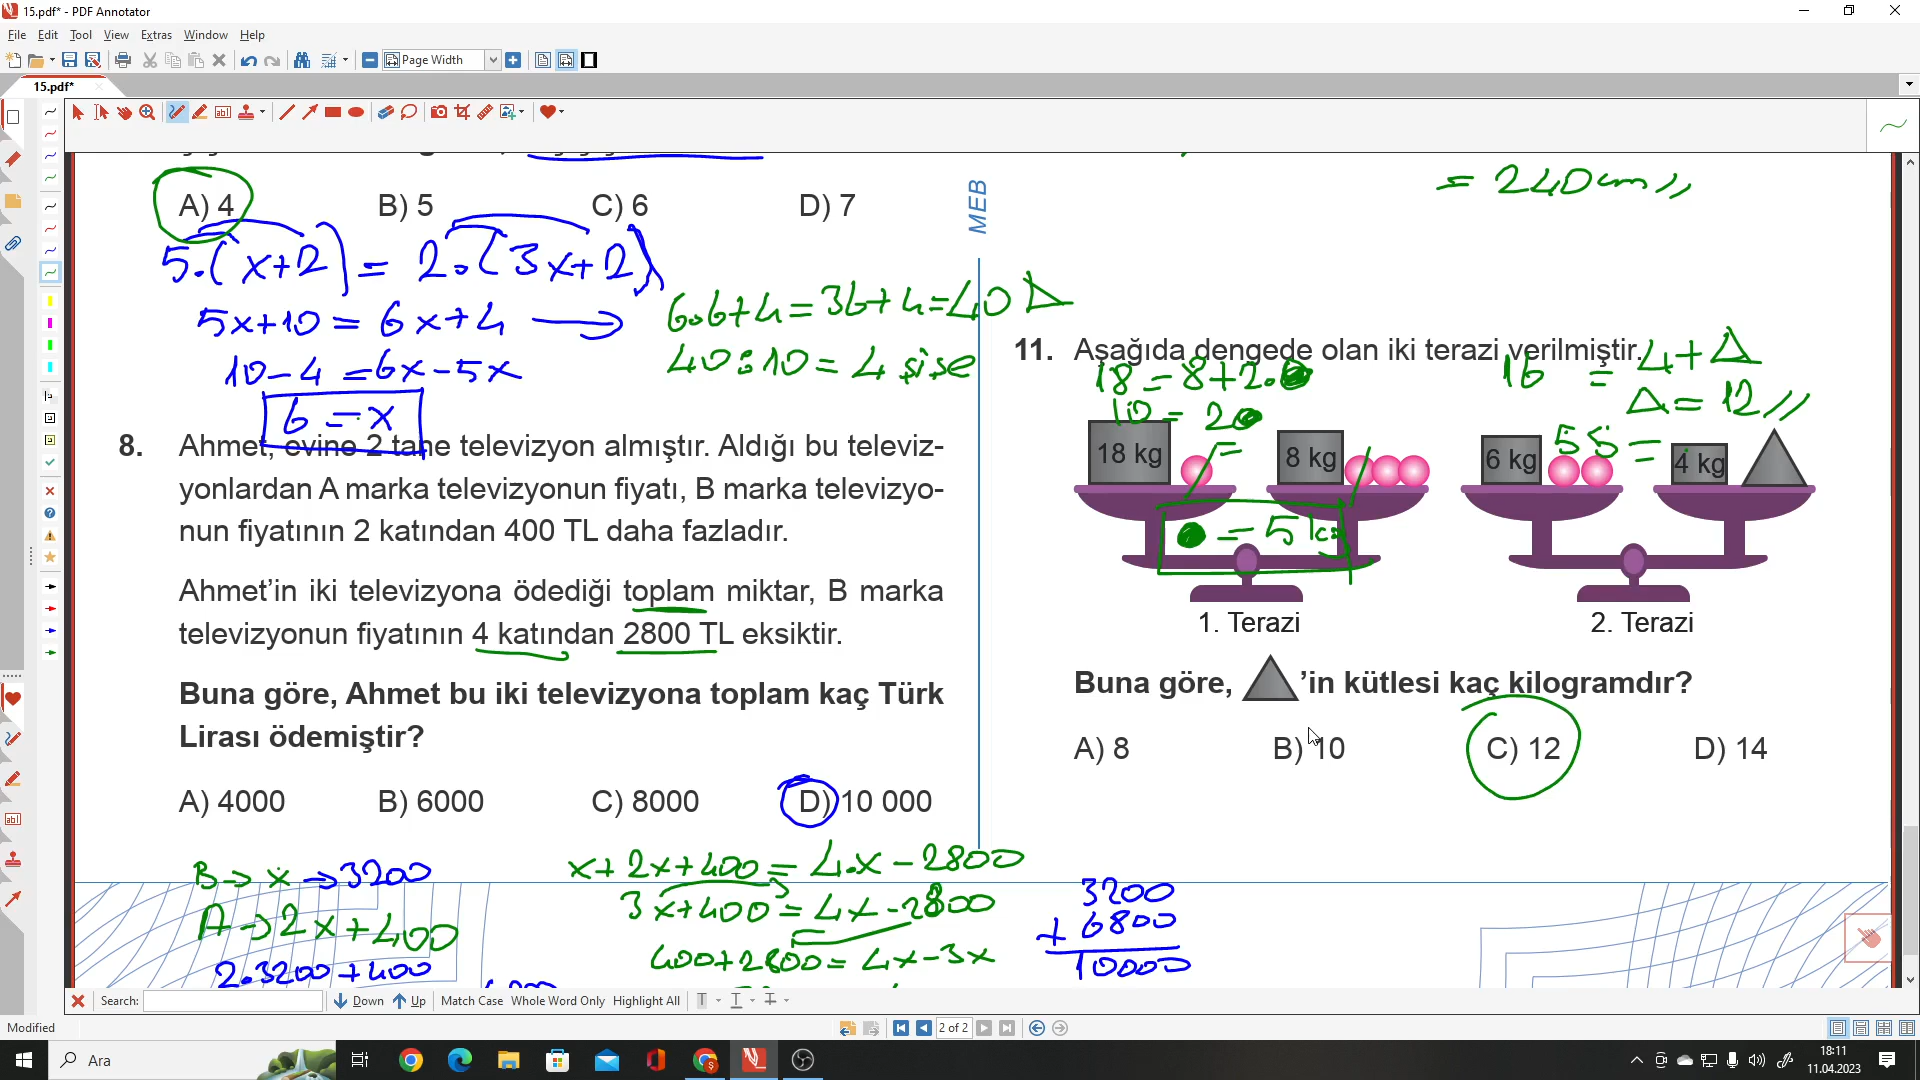 15.pdf* - PDF Annotator
File Edit Tool View Extras Window Help
Page Width
15.pdf*
A) 4 B) 5 C) 6 D) 7
5.(x+2) = 2.(3x+2)
5x+10 = 6x+4
10-4 = 6x-5x
6 = x
6.6+4=36+4=40
40:10=4 şişe
8. Ahmet, evine 2 tane televizyon almıştır. Aldığı bu televiz-
yonlardan A marka televizyonun fiyatı, B marka televizyo-
nun fiyatının 2 katından 400 TL daha fazladır.
Ahmet'in iki televizyona ödediği toplam miktar, B marka
televizyonun fiyatının 4 katından 2800 TL eksiktir.
Buna göre, Ahmet bu iki televizyona toplam kaç Türk
Lirası ödemiştir?
A) 4000 B) 6000 C) 8000 D) 10 000
B → x → 3200
A → 2x+400
2.3200+400
x+2x+400 = 4.x-2800
3x+400 = 4x-2800
400+2800 = 4x-3x
3200
+ 6800
10000
MEB
= 240cm
11. Aşağıda dengede olan iki terazi verilmiştir.
18 = 8+2.
10 = 2
16 = 4+Δ
Δ = 12
5 5 =
18 kg 8 kg 6 kg 4 kg
= 5 kg
1. Terazi 2. Terazi
Buna göre, 'in kütlesi kaç kilogramdır?
A) 8 B) 10 C) 12 D) 14
Search: Down Up Match Case Whole Word Only Highlight All
Modified
2 of 2
Ara
18:11
11.04.2023